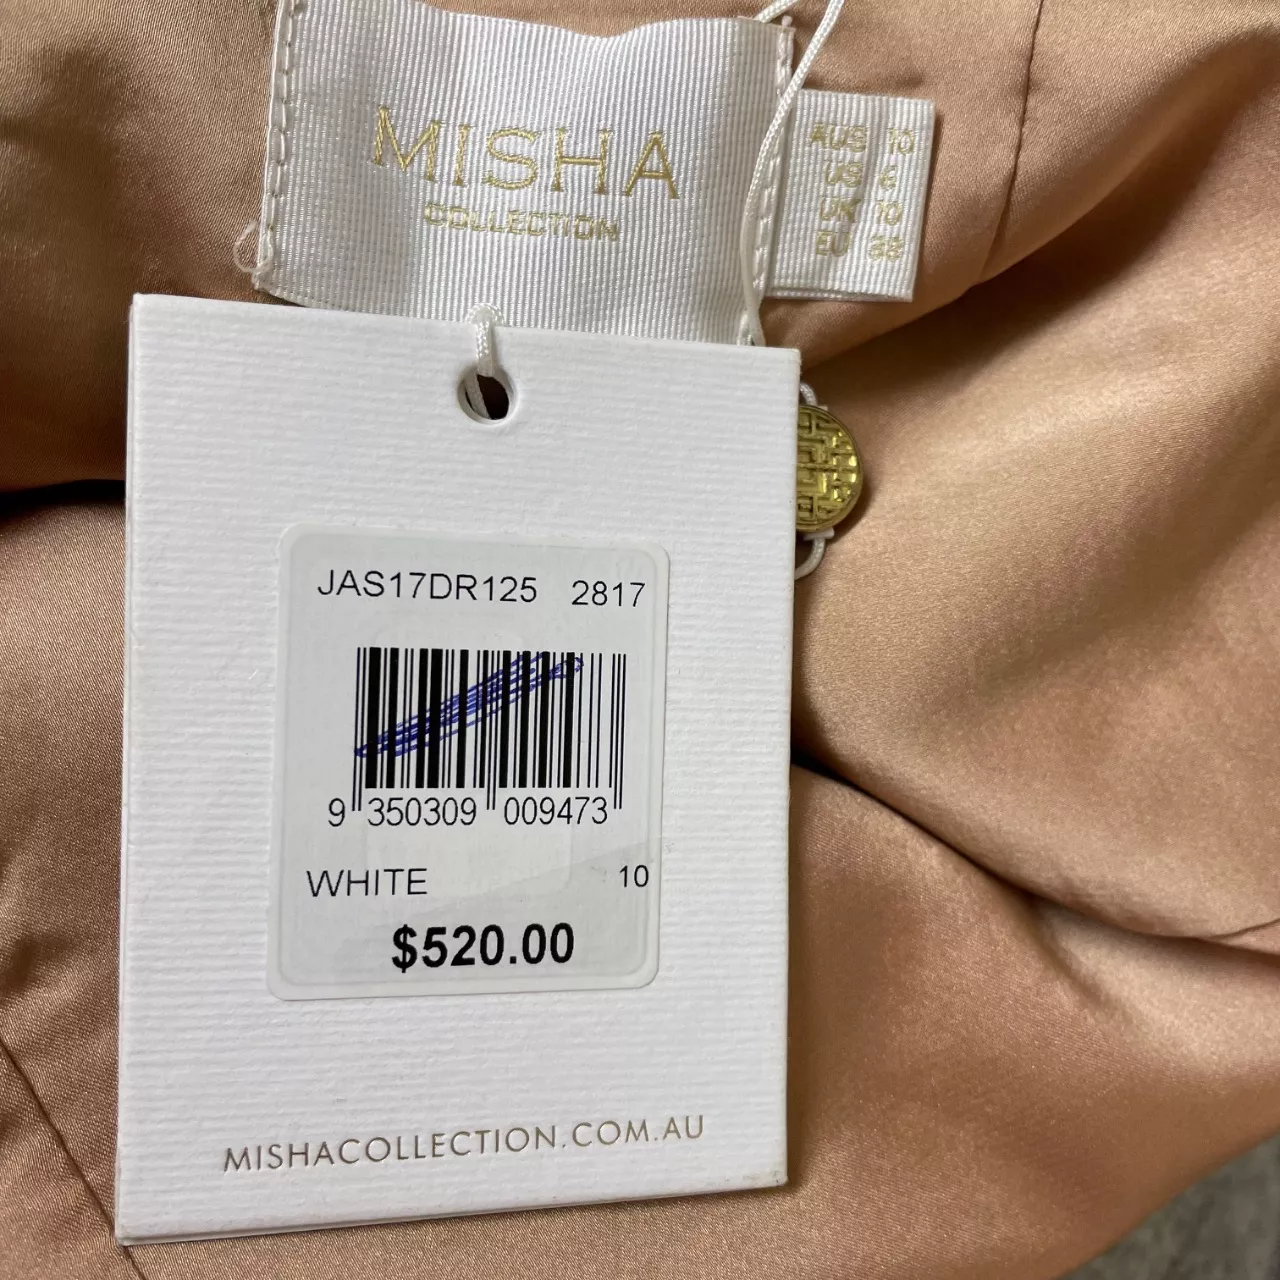 MISHA
COLLECTION
AUS 10
US 6
UK 10
EU 38
JAS17DR125 2817
9 350309 009473
WHITE 10
$520.00
MISHACOLLECTION.COM.AU